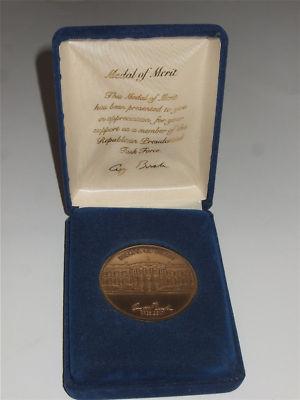 Medal of Merit
This Medal of Merit
has been presented to you
in appreciation, for your
support as a member of the
Republican Presidential
Task Force.